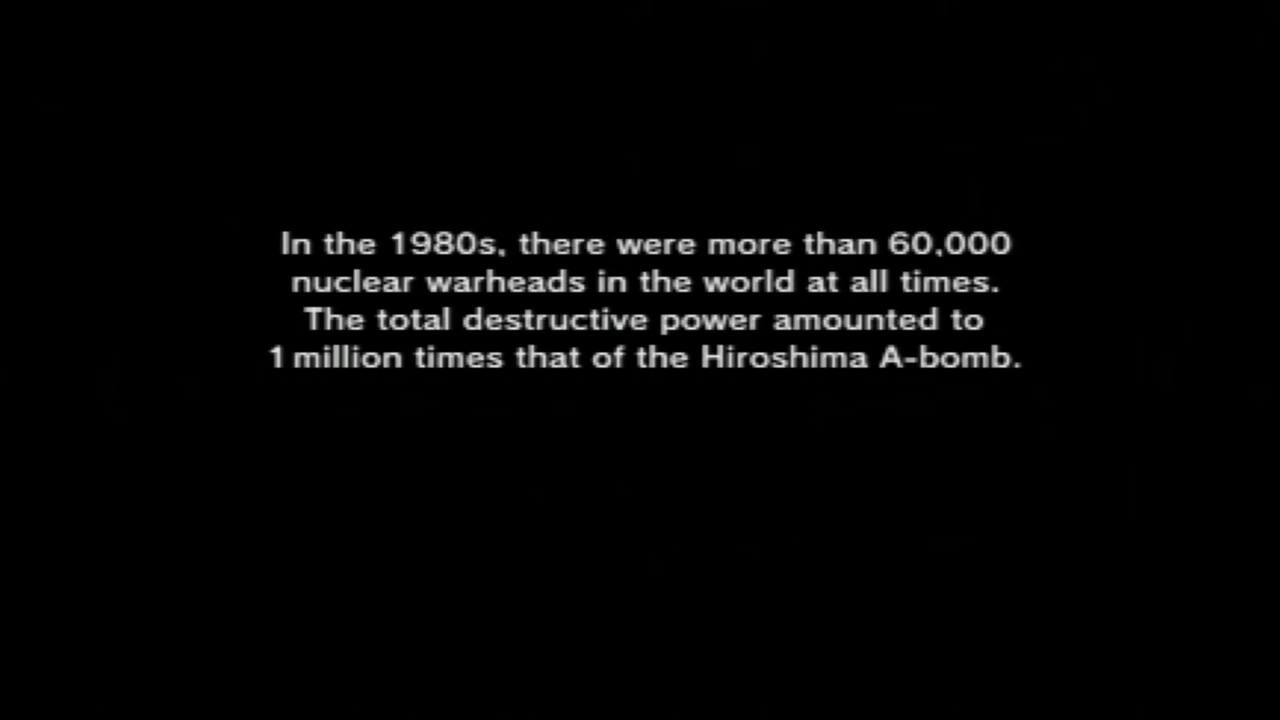 In the 1980s, there were more than 60,000
nuclear warheads in the world at all times.
The total destructive power amounted to
1 million times that of the Hiroshima A-bomb.